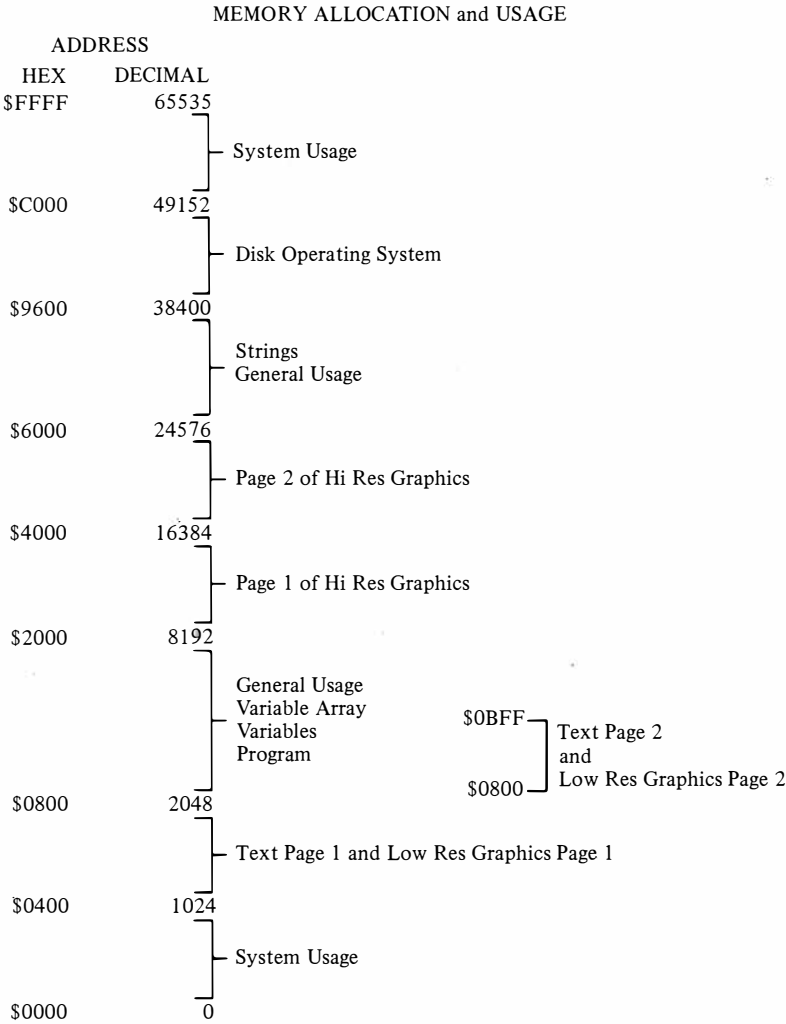 MEMORY ALLOCATION and USAGE
ADDRESS
HEX DECIMAL
$FFFF 65535
System Usage
$C000 49152
Disk Operating System
$9600 38400
Strings
General Usage
$6000 24576
Page 2 of Hi Res Graphics
$4000 16384
Page 1 of Hi Res Graphics
$2000 8192
General Usage
Variable Array
Variables
Program
$0BFF
Text Page 2
and
Low Res Graphics Page 2
$0800
$0800 2048
Text Page 1 and Low Res Graphics Page 1
$0400 1024
System Usage
$0000 0